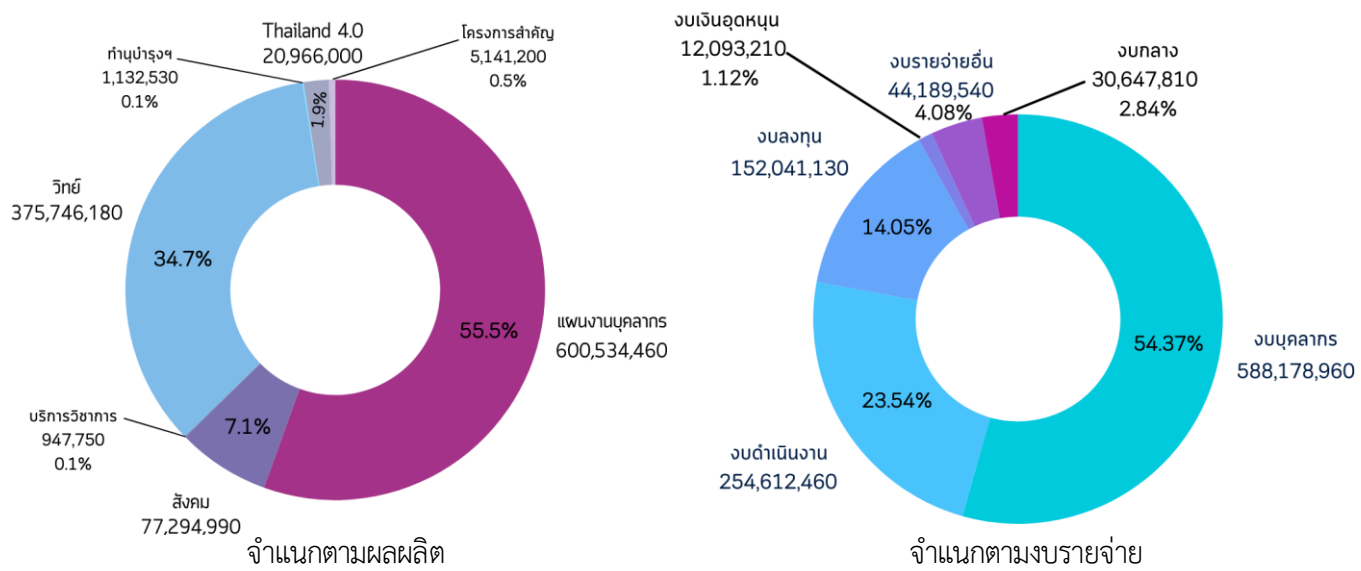 Thailand 4.0
20,966,000
โครงการสำคัญ
5,141,200
0.5%
ทำนุบำรุงฯ
1,132,530
0.1%
1.9%
วิทย์
375,746,180
34.7%
55.5%
แผนงานบุคลากร
600,534,460
บริการวิชาการ
947,750
0.1%
7.1%
สังคม
77,294,990
จำแนกตามผลผลิต
งบเงินอุดหนุน
12,093,210
1.12%
งบรายจ่ายอื่น
44,189,540
4.08%
งบกลาง
30,647,810
2.84%
งบลงทุน
152,041,130
14.05%
54.37%
งบบุคลากร
588,178,960
23.54%
งบดำเนินงาน
254,612,460
จำแนกตามงบรายจ่าย